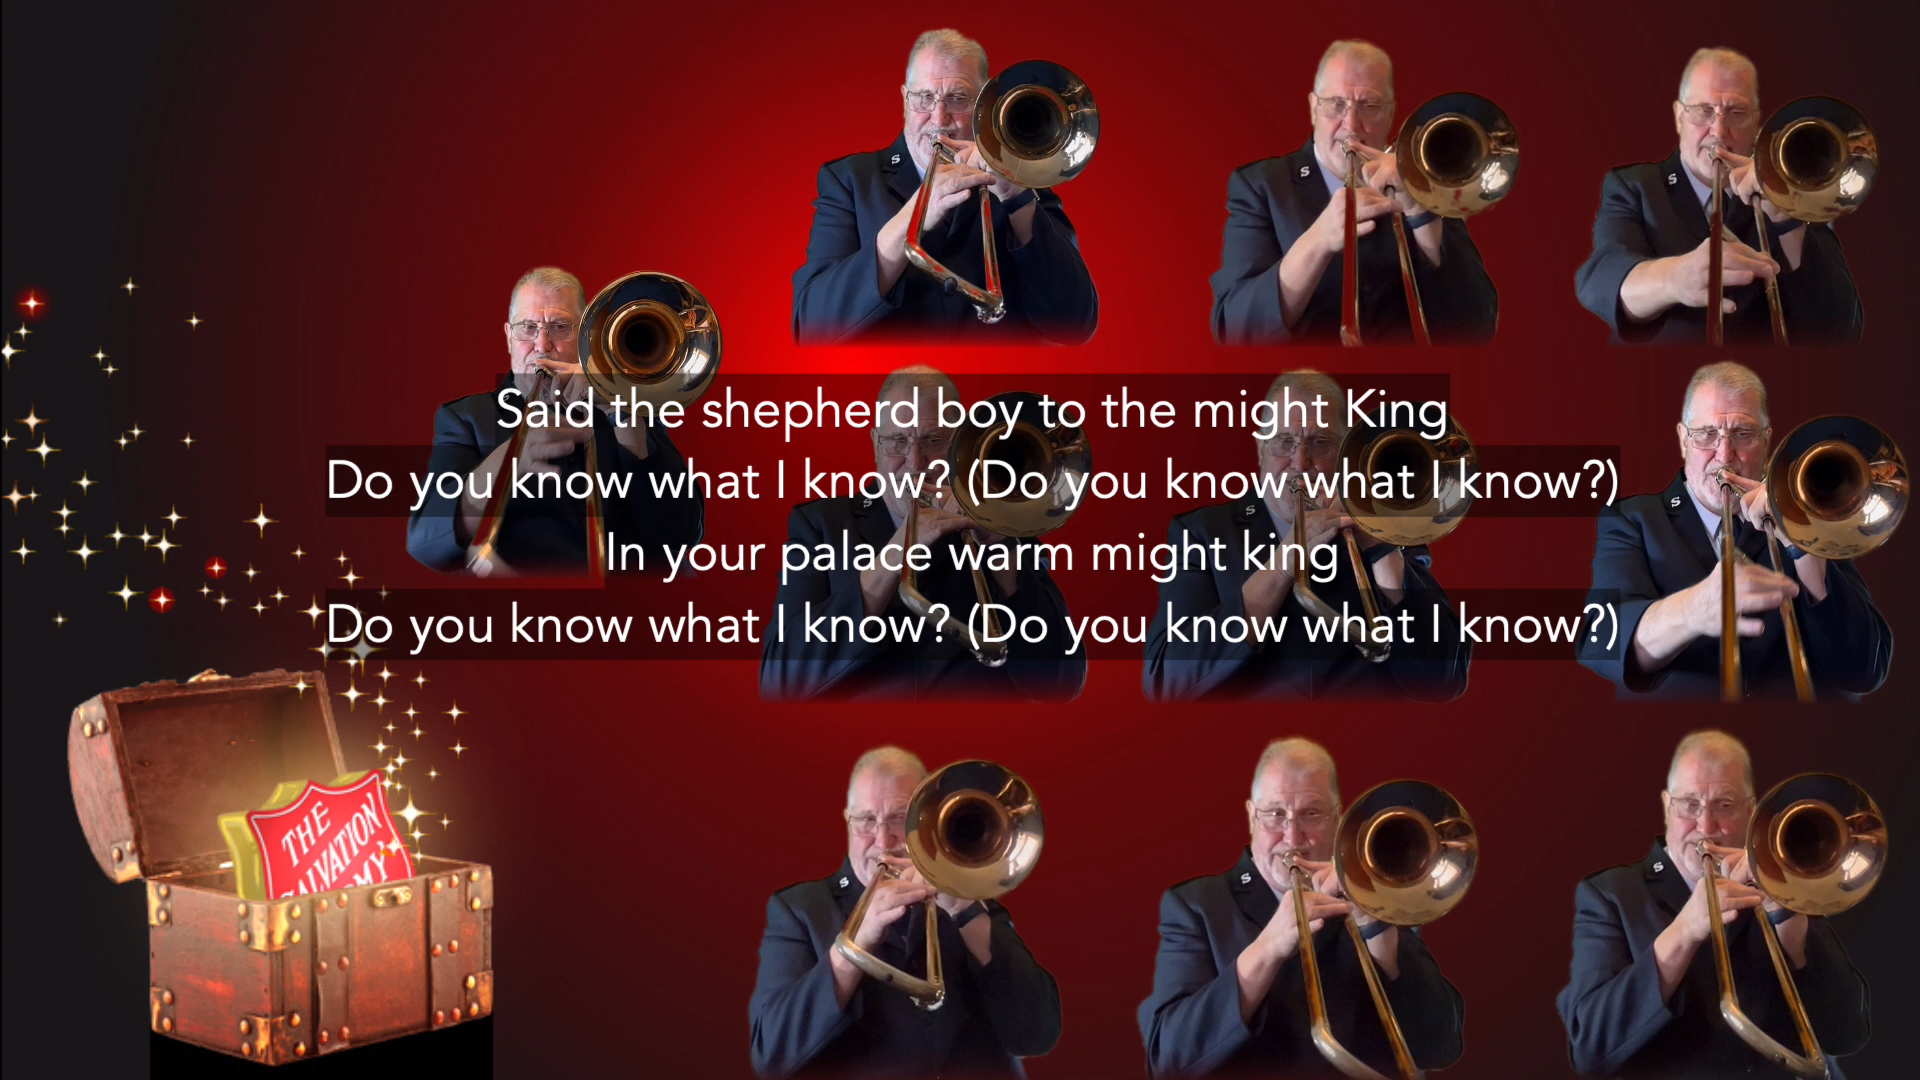 Said the shepherd boy to the might King
Do you know what I know? (Do you know what I know?)
In your palace warm might king
Do you know what I know? (Do you know what I know?)
THE
SALVATION
S
S
S
S
S
S
S
S
S